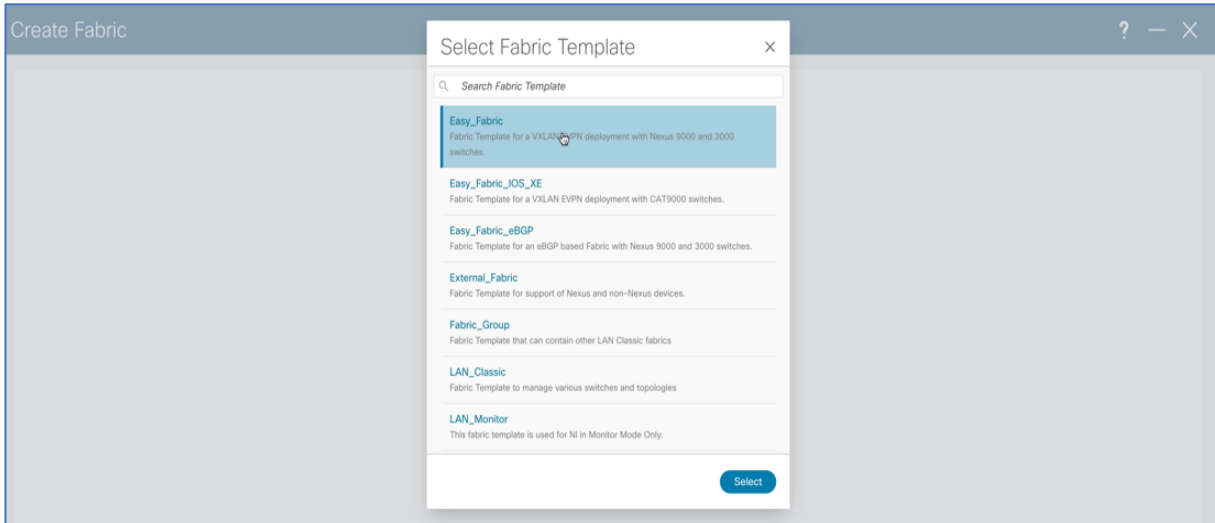 Create Fabric
? — X
Select Fabric Template
X
Search Fabric Template
Easy_Fabric
Fabric Template for a VXLAN EVPN deployment with Nexus 9000 and 3000
switches.
Easy_Fabric_IOS_XE
Fabric Template for a VXLAN EVPN deployment with CAT9000 switches.
Easy_Fabric_eBGP
Fabric Template for an eBGP based Fabric with Nexus 9000 and 3000 switches.
External_Fabric
Fabric Template for support of Nexus and non-Nexus devices.
Fabric_Group
Fabric Template that can contain other LAN Classic fabrics
LAN_Classic
Fabric Template to manage various switches and topologies
LAN_Monitor
This fabric template is used for NI in Monitor Mode Only.
Select